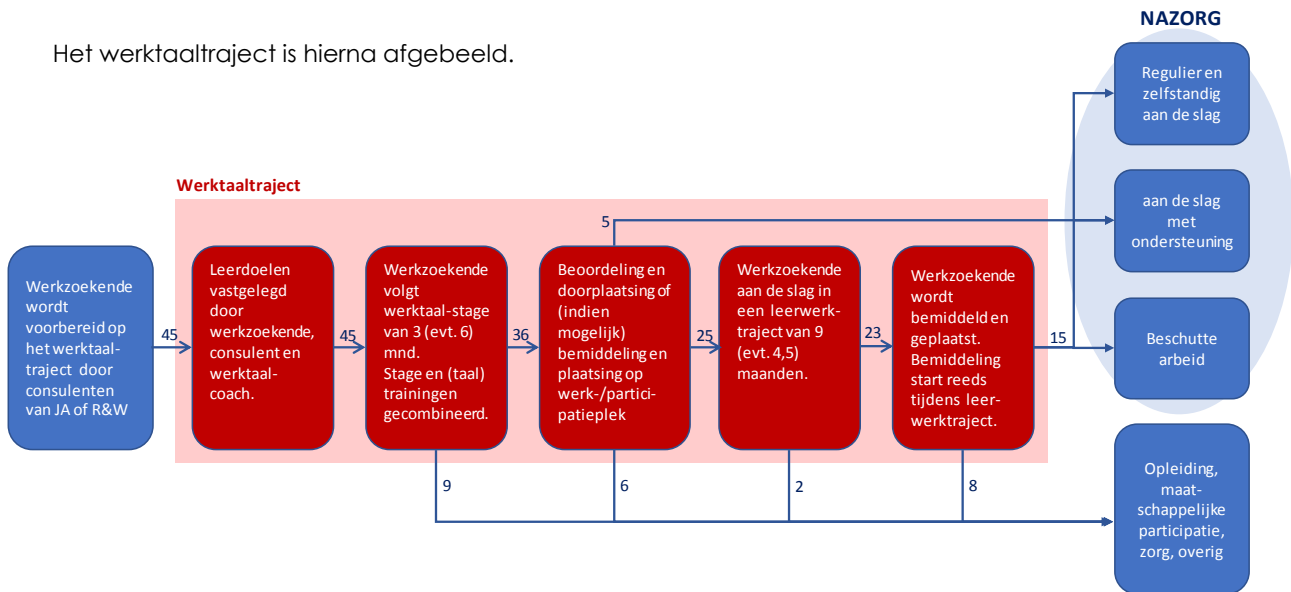 NAZORG
Het werktaaltraject is hierna afgebeeld.
Regulier en
zelfstandig
aan de slag
Werktaaltraject
5
aan de slag
met
ondersteuning
Werkzoekende
wordt
voorbereid op
het werktaal-
traject door
consulenten
van JA of R&W
45
Leerdoelen
vastgelegd
door
werkzoekende,
consulent en
werktaal-
coach.
45
Werkzoekende
volgt
werktaal-stage
van 3 (evt. 6)
mnd.
Stage en (taal)
trainingen
gecombineerd.
36
Beoordeling en
doorplaatsing of
(indien
mogelijk)
bemiddeling en
plaatsing op
werk-/partici-
patieplek
25
Werkzoekende
aan de slag in
een leerwerk-
traject van 9
(evt. 4,5)
maanden.
23
Werkzoekende
wordt
bemiddeld en
geplaatst.
Bemiddeling
start reeds
tijdens leer-
werktraject.
15
Beschutte
arbeid
9
6
2
8
Opleiding,
maat-
schappelijke
participatie,
zorg, overig